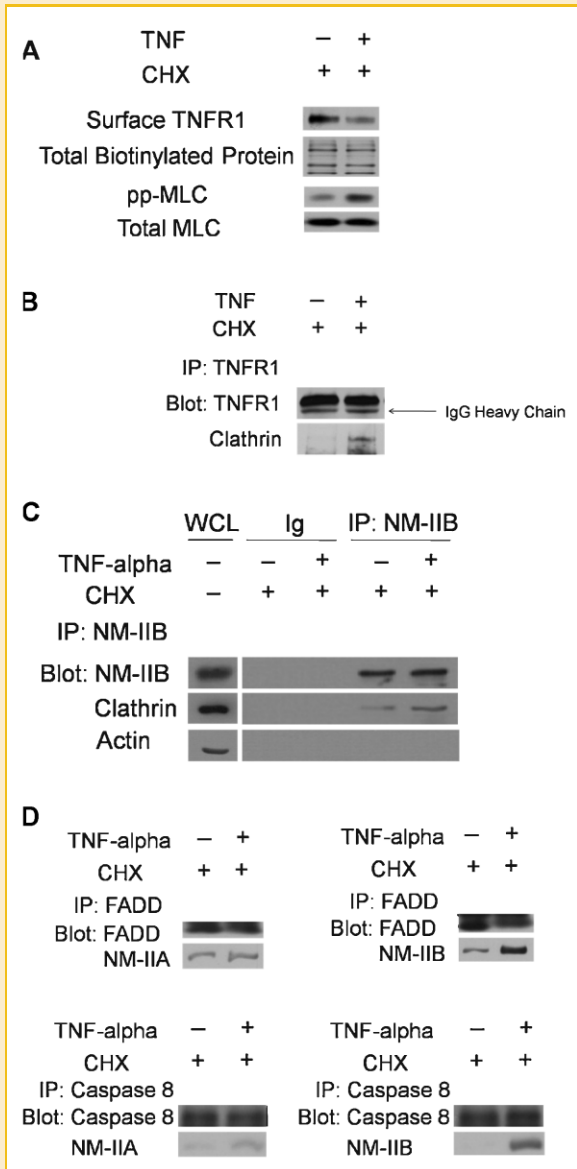 A
TNF − +
CHX + +
Surface TNFR1
Total Biotinylated Protein
pp-MLC
Total MLC
B
TNF − +
CHX + +
IP: TNFR1
Blot: TNFR1
IgG Heavy Chain
Clathrin
C
WCL Ig IP: NM-IIB
TNF-alpha − − + − +
CHX − + + + +
IP: NM-IIB
Blot: NM-IIB
Clathrin
Actin
D
TNF-alpha − +
CHX + +
IP: FADD
Blot: FADD
NM-IIA
TNF-alpha − +
CHX + +
IP: FADD
Blot: FADD
NM-IIB
TNF-alpha − +
CHX + +
IP: Caspase 8
Blot: Caspase 8
NM-IIA
TNF-alpha − +
CHX + +
IP: Caspase 8
Blot: Caspase 8
NM-IIB